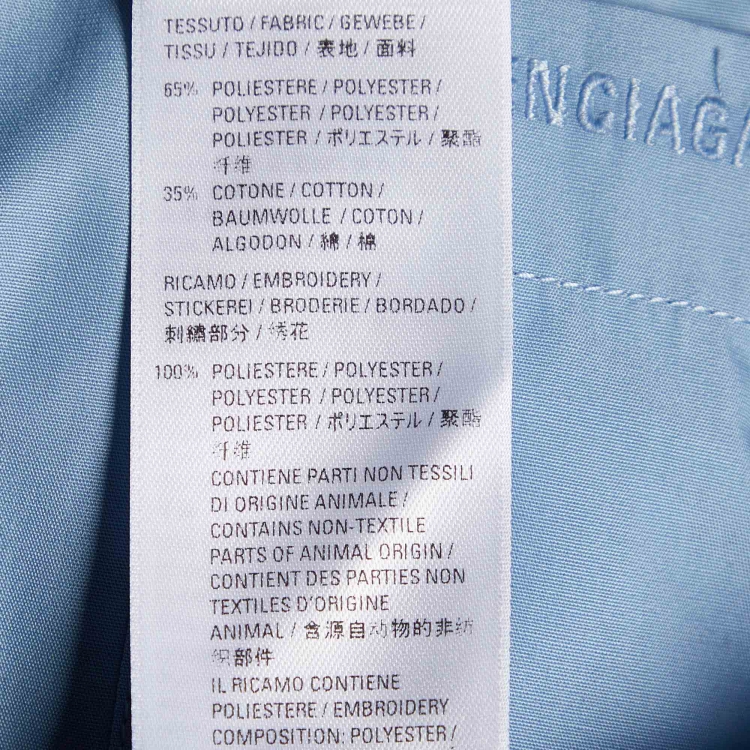 TESSUTO / FABRIC / GEWEBE /
TISSU / TEJIDO / 表地 / 面料
65% POLIESTERE / POLYESTER /
POLYESTER / POLYESTER /
POLIESTER / ポリエステル / 聚酯
纤维
35% COTONE / COTTON /
BAUMWOLLE / COTON /
ALGODON / 綿 / 棉
RICAMO / EMBROIDERY /
STICKEREI / BRODERIE / BORDADO /
刺繍部分 / 绣花
100% POLIESTERE / POLYESTER /
POLYESTER / POLYESTER /
POLIESTER / ポリエステル / 聚酯
纤维
CONTIENE PARTI NON TESSILI
DI ORIGINE ANIMALE /
CONTAINS NON-TEXTILE
PARTS OF ANIMAL ORIGIN /
CONTIENT DES PARTIES NON
TEXTILES D'ORIGINE
ANIMAL / 含源自动物的非纺
织部件
IL RICAMO CONTIENE
POLIESTERE / EMBROIDERY
COMPOSITION: POLYESTER /
ENCIAGA